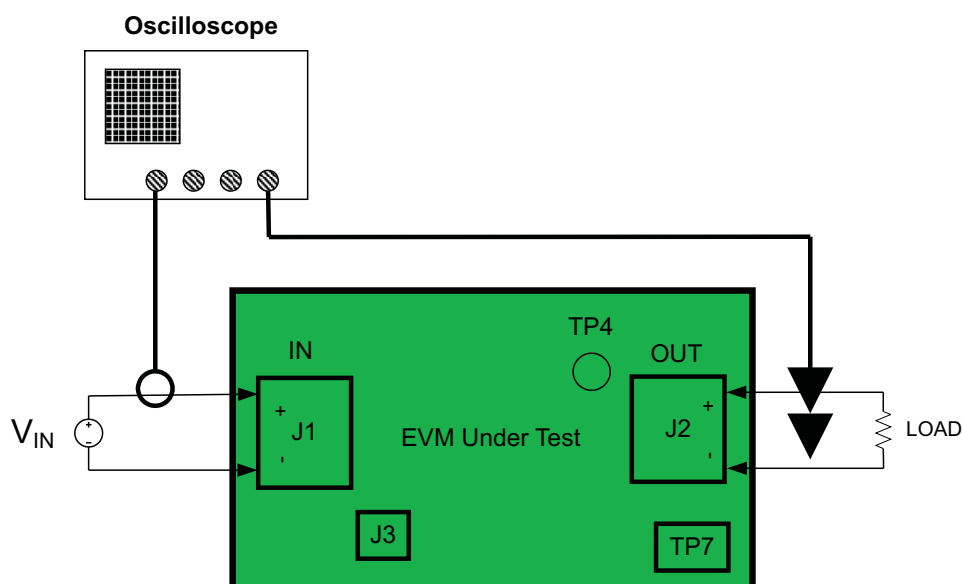 Oscilloscope
TP4
IN
OUT
+
+
VIN
+
-
J1
EVM Under Test
J2
LOAD
-
-
J3
TP7